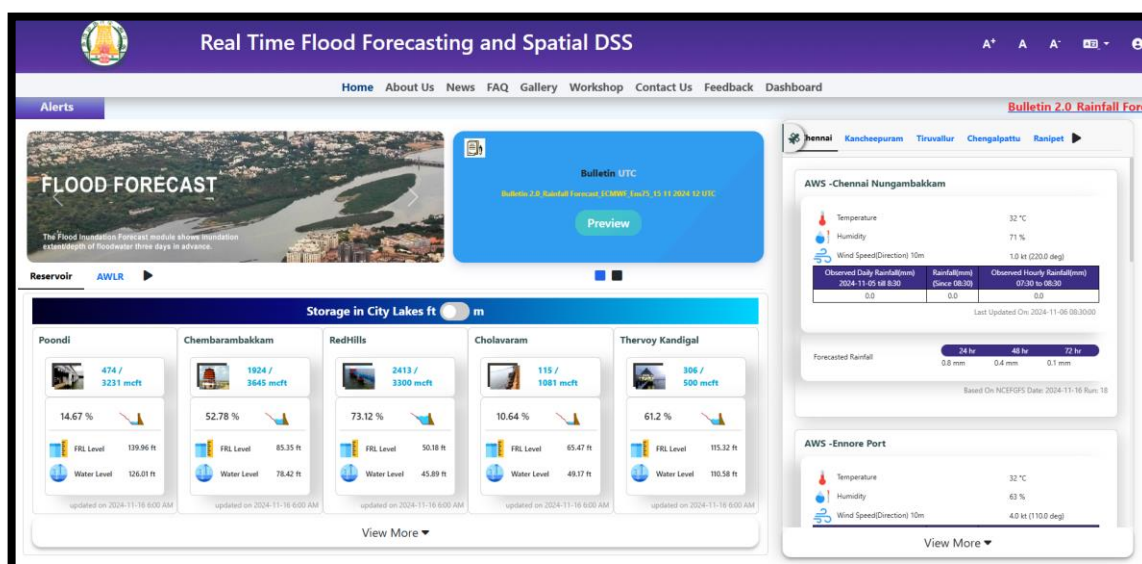 Real Time Flood Forecasting and Spatial DSS
A+ A A-
Home About Us News FAQ Gallery Workshop Contact Us Feedback Dashboard
Alerts
Bulletin 2.0_Rainfall For
FLOOD FORECAST
The Flood Inundation Forecast module shows inundation
extent/depth of floodwater three days in advance.
Bulletin UTC
Bulletin 2.0_Rainfall Forecast_ECMWF_Ens75_15 11 2024 12 UTC
Preview
Reservoir AWLR
Storage in City Lakes ft m
Poondi
474 /
3231 mcft
14.67 %
FRL Level 139.96 ft
Water Level 126.01 ft
updated on 2024-11-16 6:00 AM
Chembarambakkam
1924 /
3645 mcft
52.78 %
FRL Level 85.35 ft
Water Level 78.42 ft
updated on 2024-11-16 6:00 AM
RedHills
2413 /
3300 mcft
73.12 %
FRL Level 50.18 ft
Water Level 45.89 ft
updated on 2024-11-16 6:00 AM
Cholavaram
115 /
1081 mcft
10.64 %
FRL Level 65.47 ft
Water Level 49.17 ft
updated on 2024-11-16 6:00 AM
Thervoy Kandigal
306 /
500 mcft
61.2 %
FRL Level 115.32 ft
Water Level 110.58 ft
updated on 2024-11-16 6:00 AM
View More
hennai Kancheepuram Tiruvallur Chengalpattu Ranipet
AWS -Chennai Nungambakkam
Temperature 32 °C
Humidity 71 %
Wind Speed(Direction) 10m 1.0 kt (220.0 deg)
Observed Daily Rainfall(mm) Rainfall(mm) Observed Hourly Rainfall(mm)
2024-11-05 till 8:30 (Since 08:30) 07:30 to 08:30
0.0 0.0 0.0
Last Updated On: 2024-11-06 08:30:00
Forecasted Rainfall 24 hr 48 hr 72 hr
0.8 mm 0.4 mm 0.1 mm
Based On NCEFGFS Date: 2024-11-16 Run: 18
AWS -Ennore Port
Temperature 32 °C
Humidity 63 %
Wind Speed(Direction) 10m 4.0 kt (110.0 deg)
View More